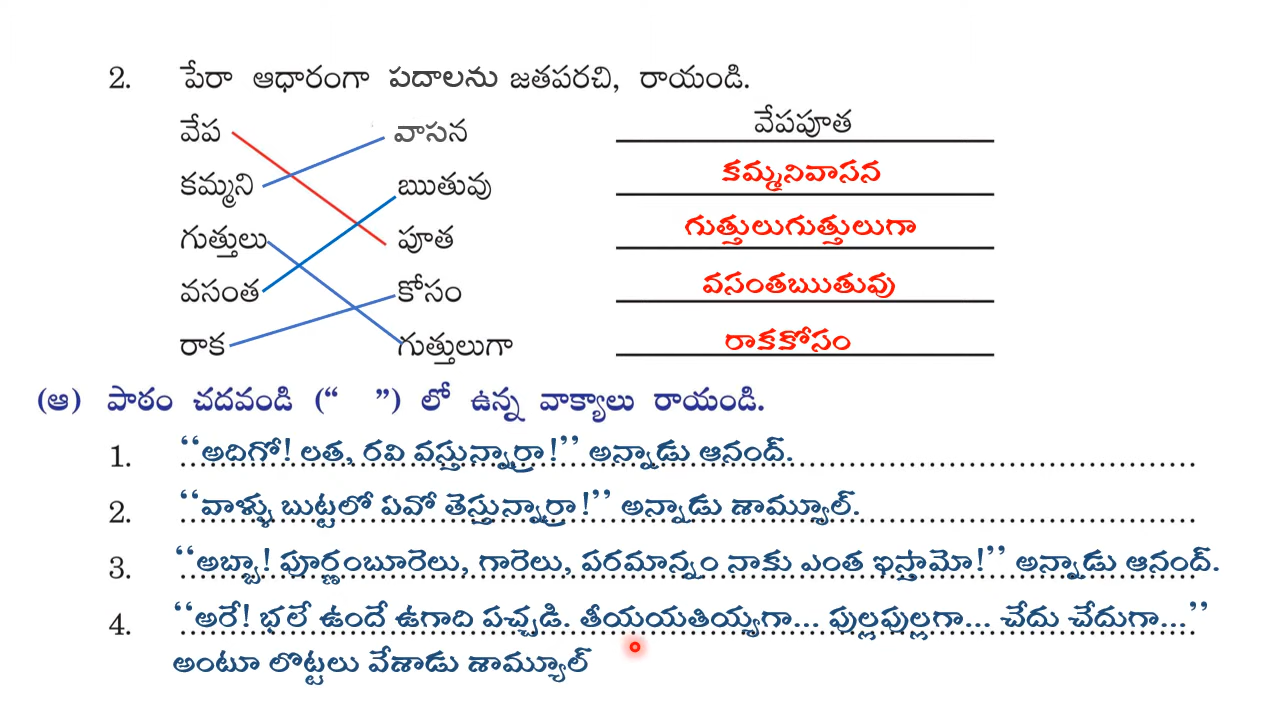 2. పేరా ఆధారంగా పదాలను జతపరచి, రాయండి.
వేప వాసన వేపపూత
కమ్మని ఋతువు కమ్మనివాసన
గుత్తులు పూత గుత్తులుగుత్తులుగా
వసంత కోసం వసంతఋతువు
రాక గుత్తులుగా రాకకోసం
(ఆ) పాఠం చదవండి (“ ”) లో ఉన్న వాక్యాలు రాయండి.
1. “అదిగో! లత, రవి వస్తున్నార్రా!” అన్నాడు ఆనంద్.
2. “వాళ్ళు బుట్టలో ఏవో తెస్తున్నార్రా!” అన్నాడు శామ్యూల్.
3. “అబ్బా! పూర్ణంబూరెలు, గారెలు, పరమాన్నం నాకు ఎంత ఇస్తామో!” అన్నాడు ఆనంద్.
4. “అరే! భలే ఉందే ఉగాది పచ్చడి. తీయయతియ్యగా... పుల్లపుల్లగా... చేదు చేదుగా...”
అంటూ లొట్టలు వేశాడు శామ్యూల్